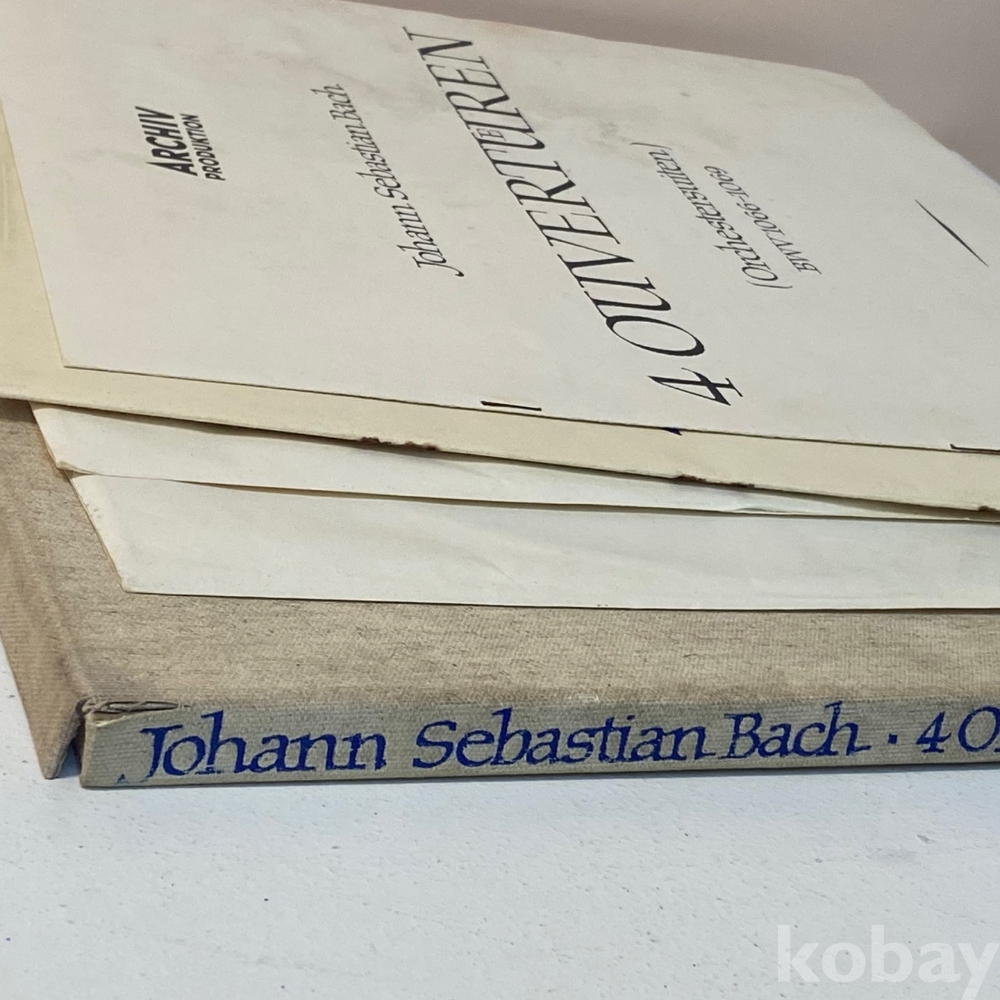 ARCHIV
PRODUKTION
Johann Sebastian Bach
4 OUVERTUREN
(Orchestersuiten)
BWV 1066-1069
Johann Sebastian Bach · 4 O
kobay